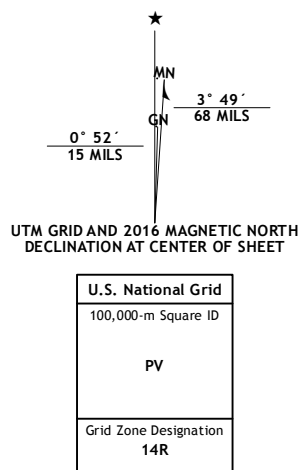 ★
MN
3° 49´
68 MILS
GN
0° 52´
15 MILS
UTM GRID AND 2016 MAGNETIC NORTH
DECLINATION AT CENTER OF SHEET
U.S. National Grid
100,000-m Square ID
PV
Grid Zone Designation
14R